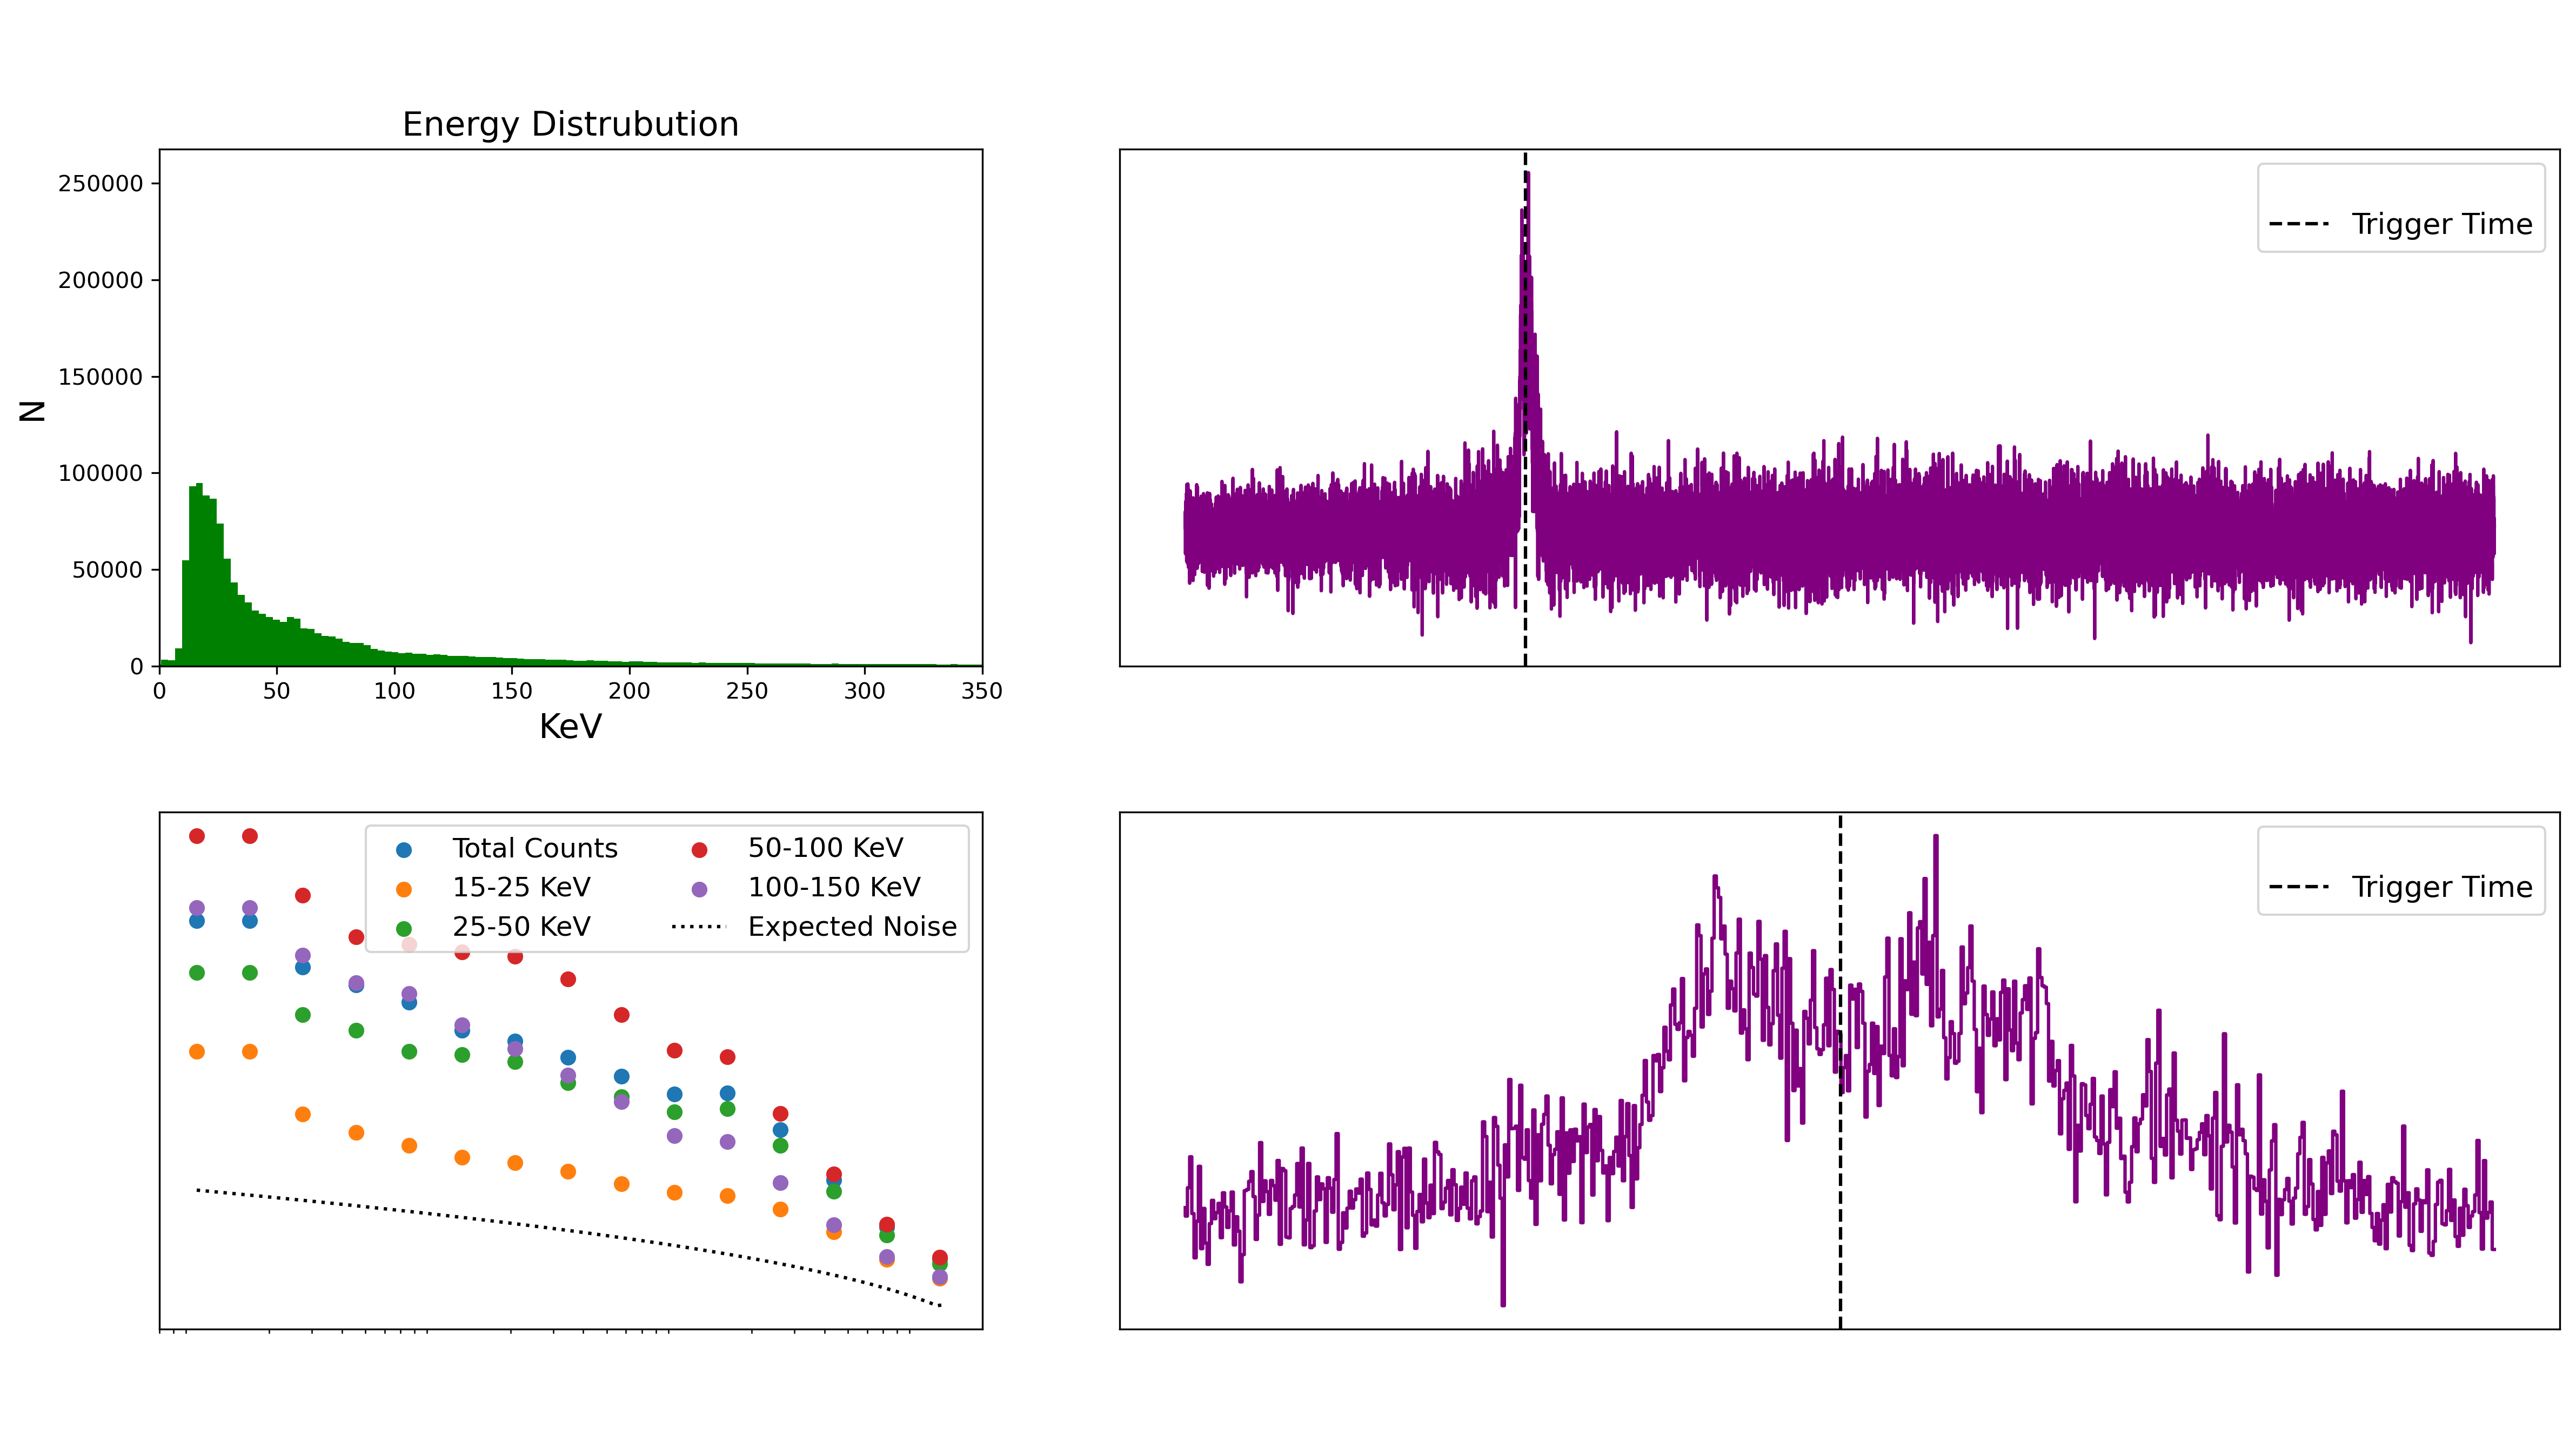 Energy Distrubution
250000
200000
150000
100000
50000
0
N
0 50 100 150 200 250 300 350
KeV
Trigger Time
Total Counts
15-25 KeV
25-50 KeV
50-100 KeV
100-150 KeV
Expected Noise
Trigger Time